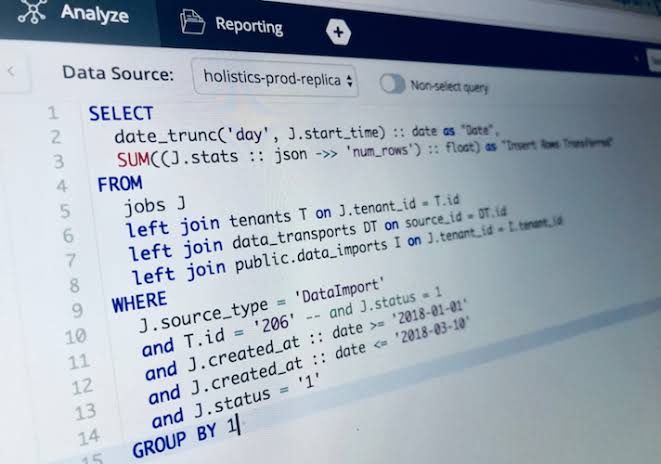 Analyze
Reporting
+
Data Source: holistics-prod-replica Non-select query
1 SELECT
2 date_trunc('day', J.start_time) :: date as "Date",
3 SUM((J.stats :: json ->> 'num_rows') :: float) as "Insert Rows Transferred"
4 FROM
5 jobs J
6 left join tenants T on J.tenant_id = T.id
7 left join data_transports DT on source_id = DT.id
8 left join public.data_imports I on J.tenant_id = I.tenant_id
9 WHERE
10 J.source_type = 'DataImport'
11 and T.id = '206' -- and J.status = 1
12 and J.created_at :: date >= '2018-01-01'
13 and J.created_at :: date <= '2018-03-10'
14 and J.status = '1'
15 GROUP BY 1